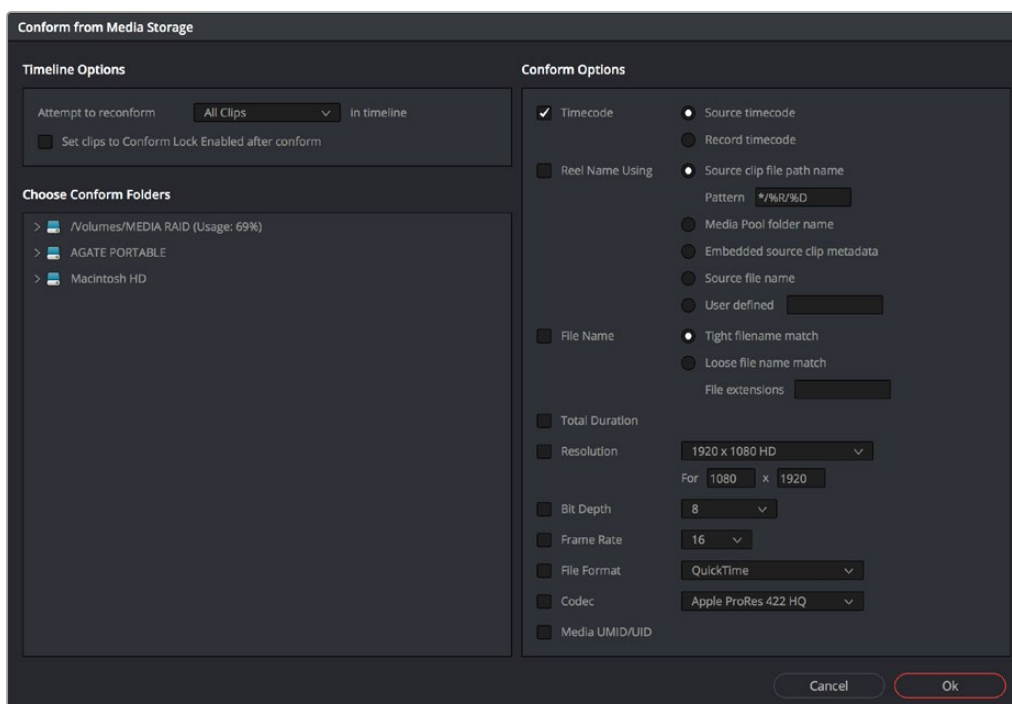 Conform from Media Storage
Timeline Options
Attempt to reconform All Clips in timeline
Set clips to Conform Lock Enabled after conform
Choose Conform Folders
/Volumes/MEDIA RAID (Usage: 69%)
AGATE PORTABLE
Macintosh HD
Conform Options
Timecode Source timecode
Record timecode
Reel Name Using Source clip file path name
Pattern */%R/%D
Media Pool folder name
Embedded source clip metadata
Source file name
User defined
File Name Tight filename match
Loose file name match
File extensions
Total Duration
Resolution 1920 x 1080 HD
For 1080 x 1920
Bit Depth 8
Frame Rate 16
File Format QuickTime
Codec Apple ProRes 422 HQ
Media UMID/UID
Cancel Ok